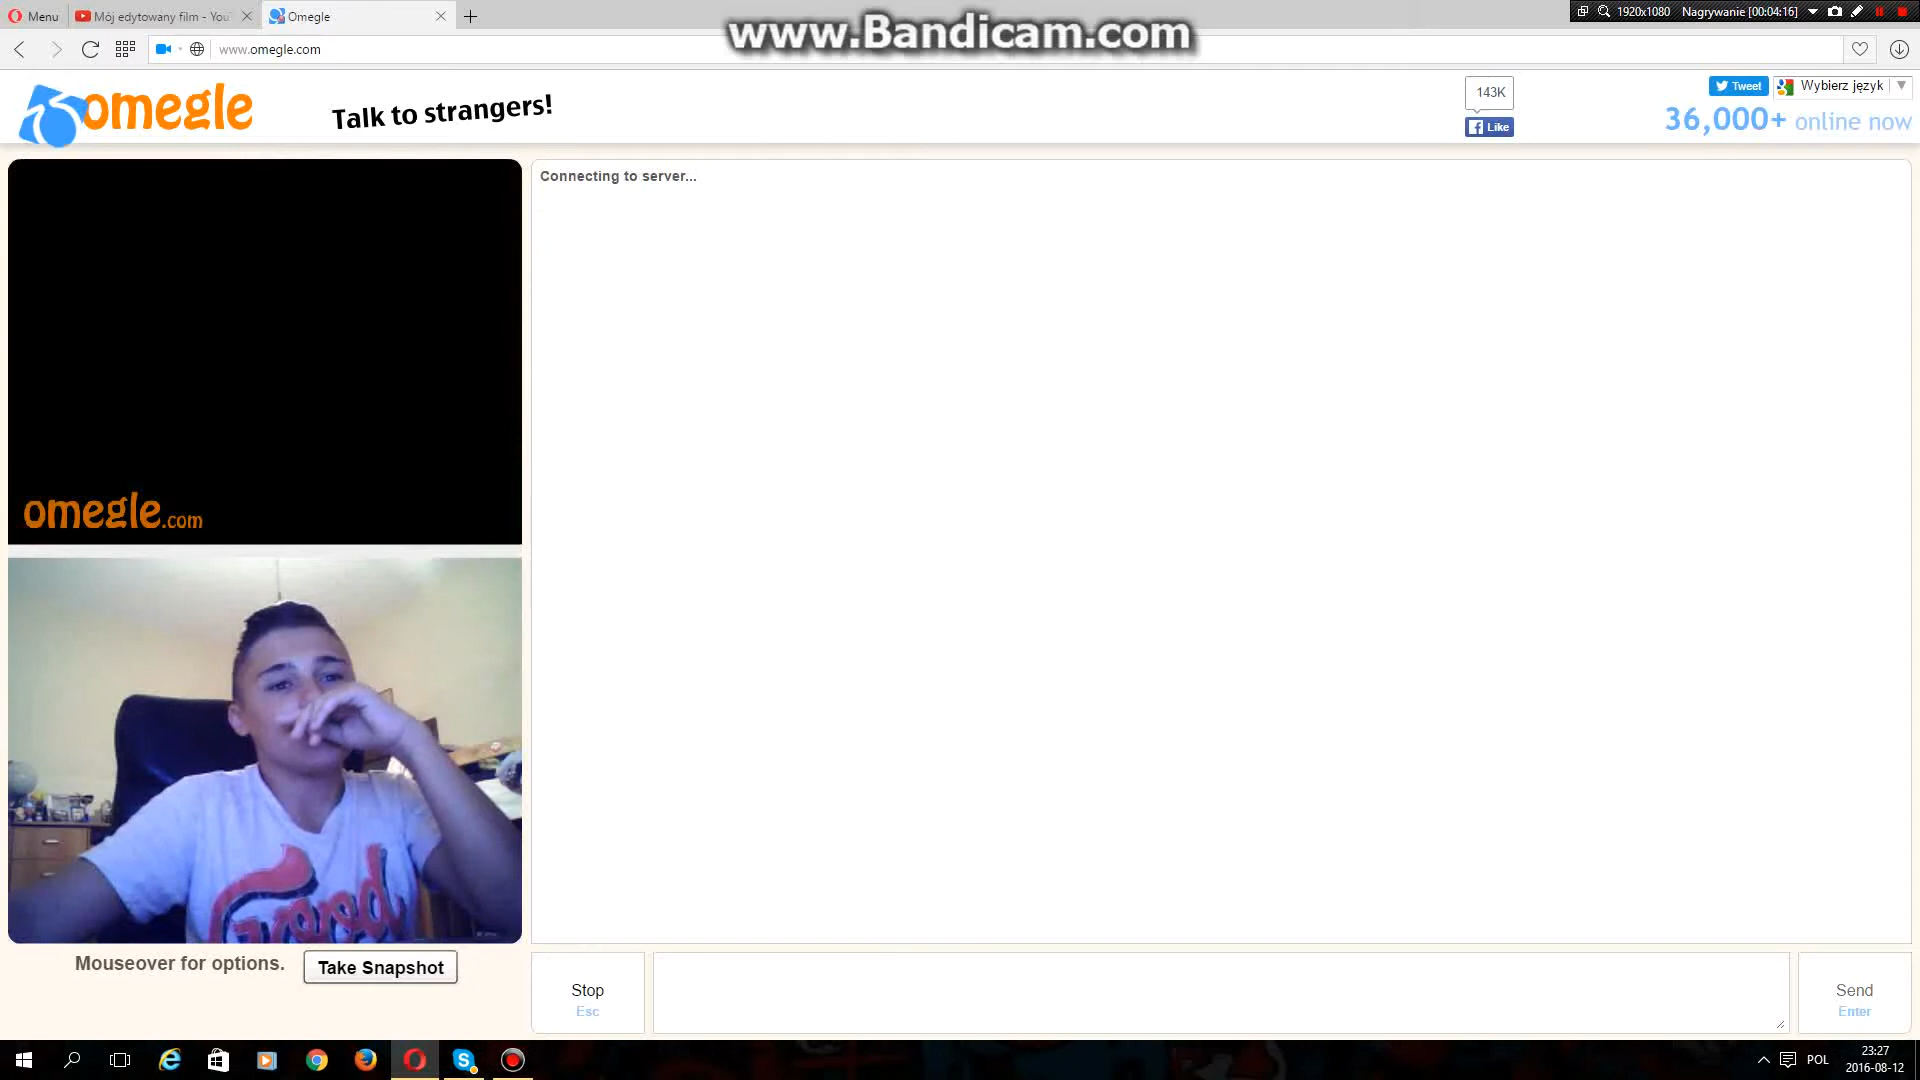 Menu
Mój edytowany film - You
Omegle
www.Bandicam.com
1920x1080
Nagrywanie [00:04:16]
www.omegle.com
omegle
Talk to strangers!
143K
Like
Tweet
Wybierz język
36,000+ online now
Connecting to server...
omegle.com
Good
Mouseover for options.
Take Snapshot
Stop
Esc
Send
Enter
POL
23:27
2016-08-12